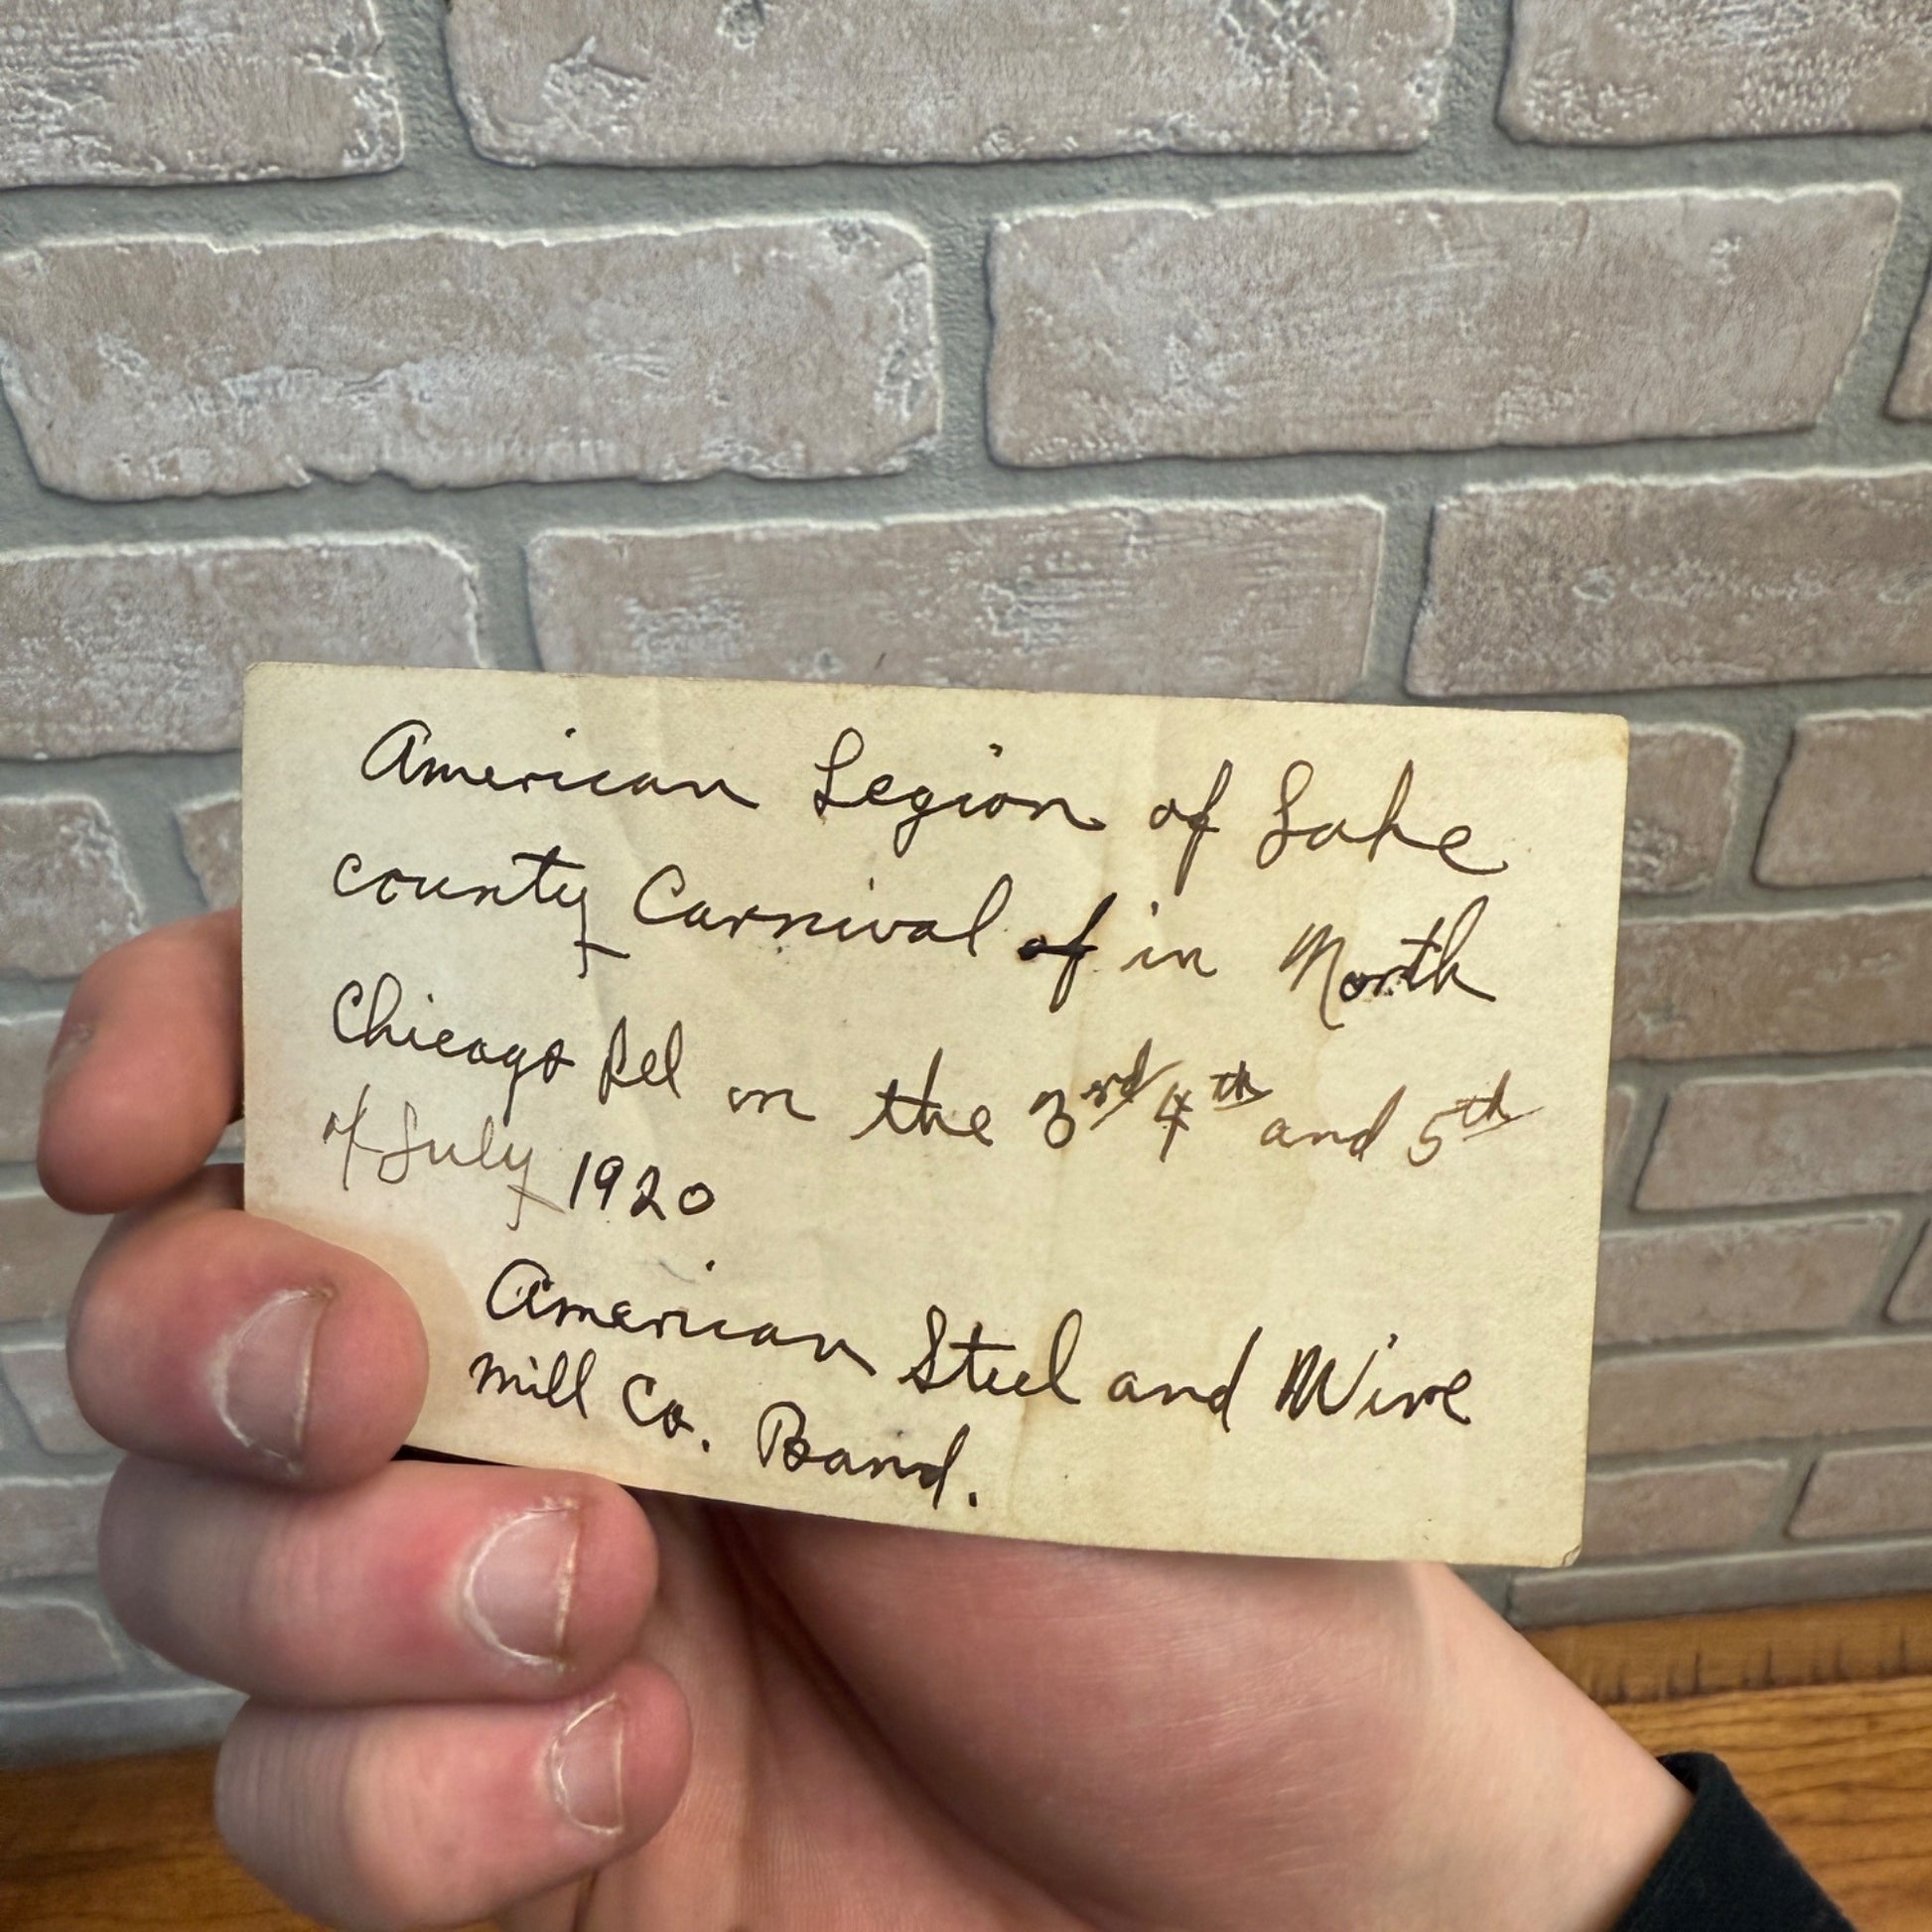 American Legion of Lake
county Carnival of in North
Chicago Ill on the 3rd 4th and 5th
of July 1920
American Steel and Wire
Mill Co. Band.